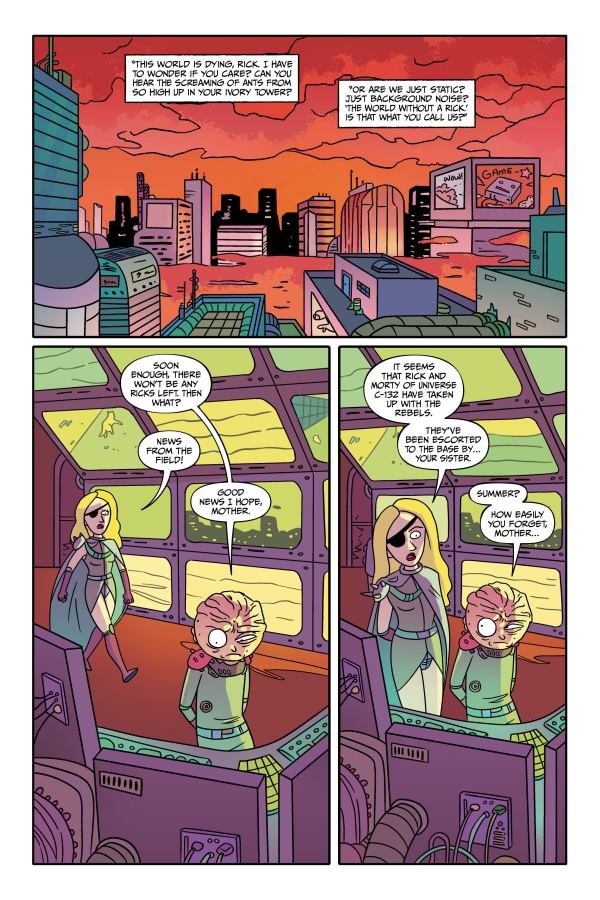 "THIS WORLD IS DYING, RICK. I HAVE
TO WONDER IF YOU CARE? CAN YOU
HEAR THE SCREAMING OF ANTS FROM
SO HIGH UP IN YOUR IVORY TOWER?
"OR ARE WE JUST STATIC?
JUST BACKGROUND NOISE?
'THE WORLD WITHOUT A RICK.'
IS THAT WHAT YOU CALL US?"
WOW!
GAME
SOON
ENOUGH, THERE
WON'T BE ANY
RICKS LEFT. THEN
WHAT?
NEWS
FROM THE
FIELD!
GOOD
NEWS I HOPE,
MOTHER.
IT SEEMS
THAT RICK AND
MORTY OF UNIVERSE
C-132 HAVE TAKEN
UP WITH THE
REBELS.
THEY'VE
BEEN ESCORTED
TO THE BASE BY...
YOUR SISTER.
SUMMER?
HOW EASILY
YOU FORGET,
MOTHER...